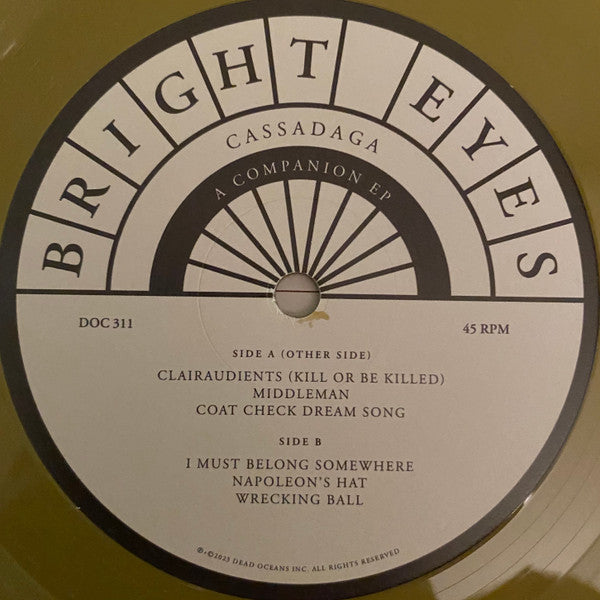 BRIGHT EYES
CASSADAGA
A COMPANION EP
DOC 311
45 RPM
SIDE A (OTHER SIDE)
CLAIRAUDIENTS (KILL OR BE KILLED)
MIDDLEMAN
COAT CHECK DREAM SONG
SIDE B
I MUST BELONG SOMEWHERE
NAPOLEON'S HAT
WRECKING BALL
℗+©2023 DEAD OCEANS INC. ALL RIGHTS RESERVED